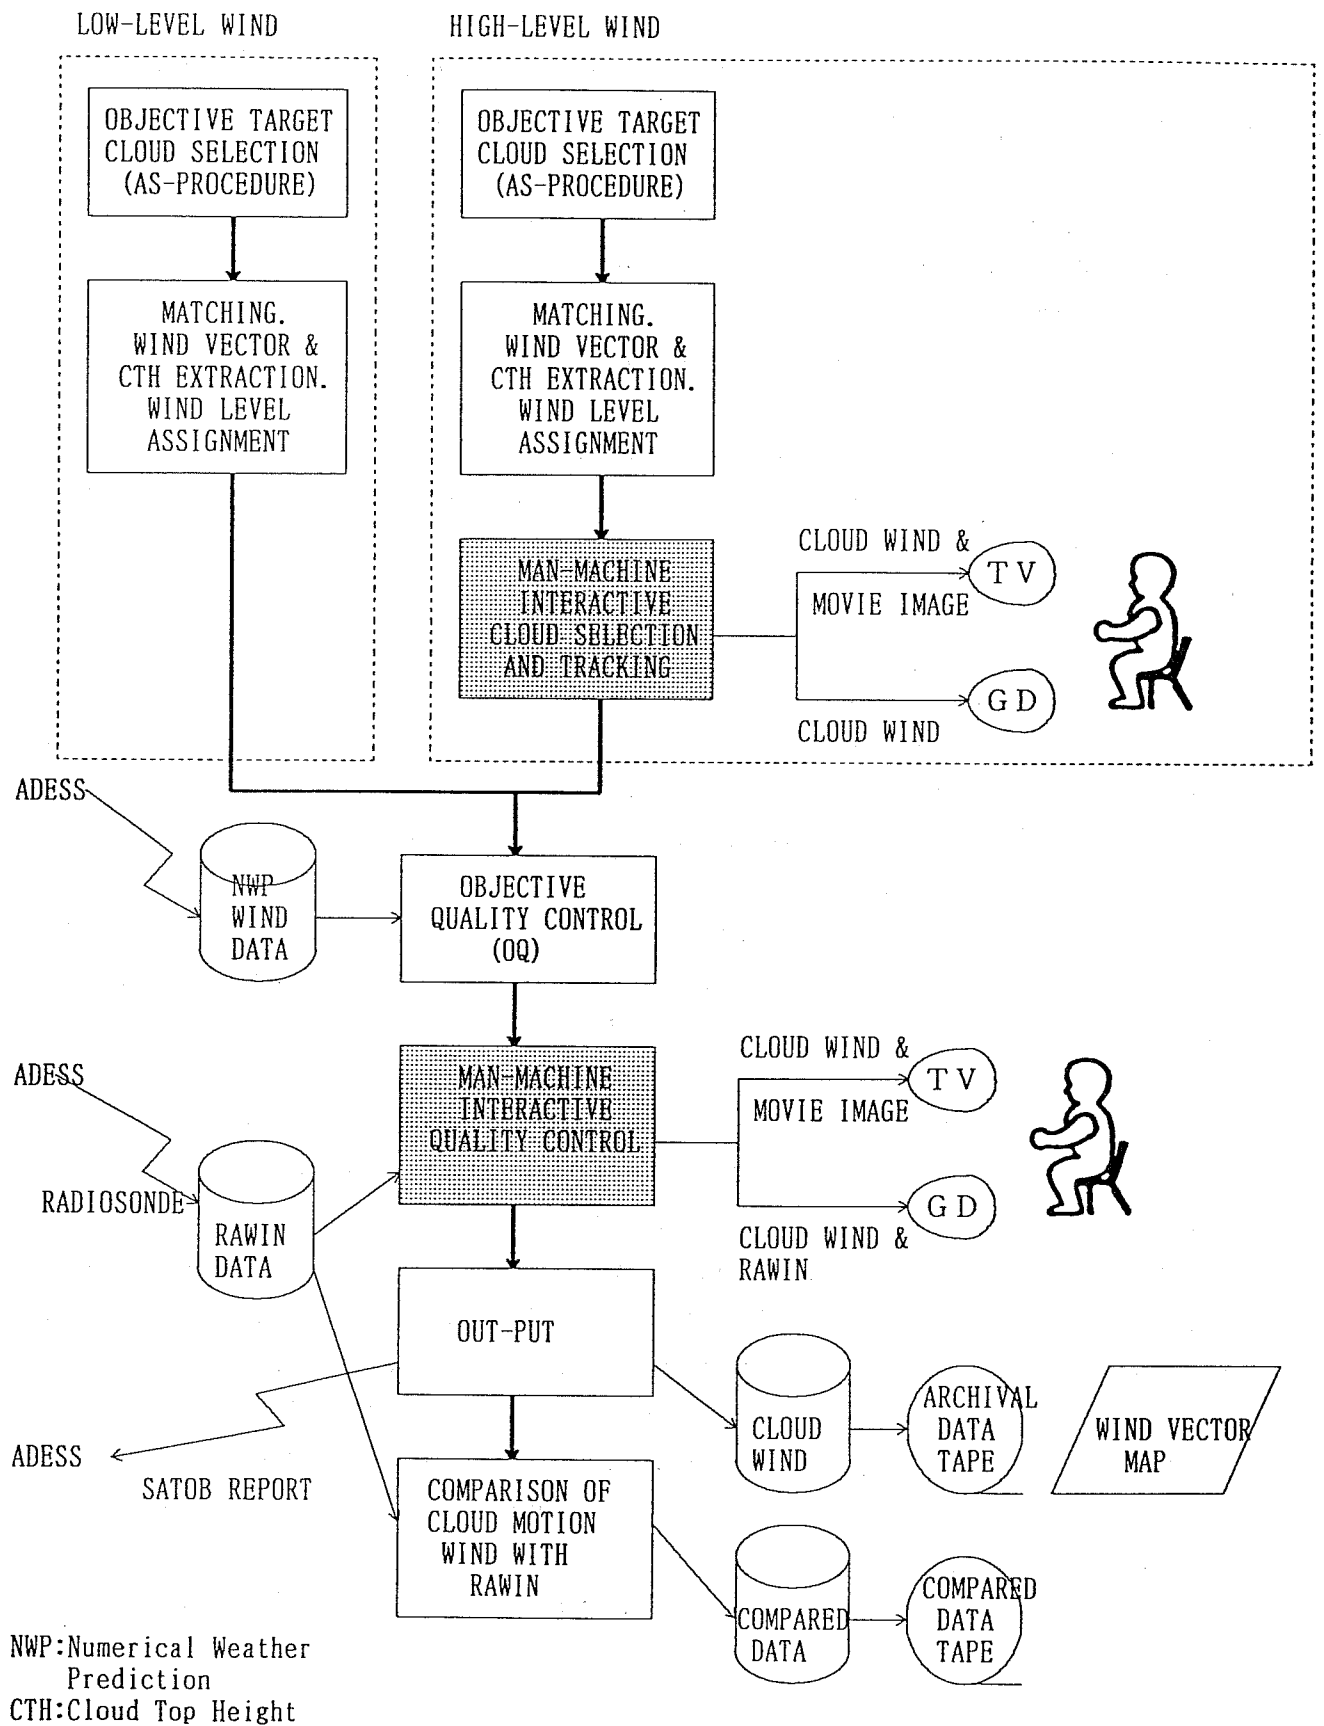 LOW-LEVEL WIND
HIGH-LEVEL WIND
OBJECTIVE TARGET
CLOUD SELECTION
(AS-PROCEDURE)
OBJECTIVE TARGET
CLOUD SELECTION
(AS-PROCEDURE)
MATCHING.
WIND VECTOR &
CTH EXTRACTION.
WIND LEVEL
ASSIGNMENT
MATCHING.
WIND VECTOR &
CTH EXTRACTION.
WIND LEVEL
ASSIGNMENT
MAN-MACHINE
INTERACTIVE
CLOUD SELECTION
AND TRACKING
CLOUD WIND &
MOVIE IMAGE
TV
CLOUD WIND
GD
ADESS
NWP
WIND
DATA
OBJECTIVE
QUALITY CONTROL
(OQ)
ADESS
RADIOSONDE
RAWIN
DATA
MAN-MACHINE
INTERACTIVE
QUALITY CONTROL
CLOUD WIND &
MOVIE IMAGE
TV
GD
CLOUD WIND &
RAWIN
OUT-PUT
ADESS
SATOB REPORT
CLOUD
WIND
ARCHIVAL
DATA
TAPE
WIND VECTOR
MAP
COMPARISON OF
CLOUD MOTION
WIND WITH
RAWIN
COMPARED
DATA
COMPARED
DATA
TAPE
NWP:Numerical Weather
Prediction
CTH:Cloud Top Height